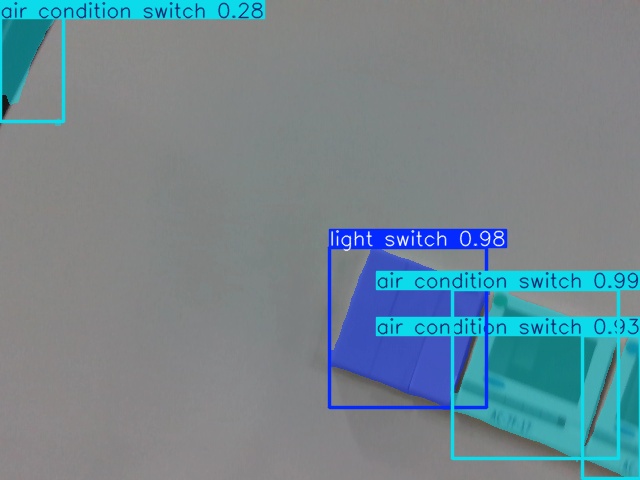 air condition switch 0.28
light switch 0.98
air condition switch 0.99
air condition switch 0.93